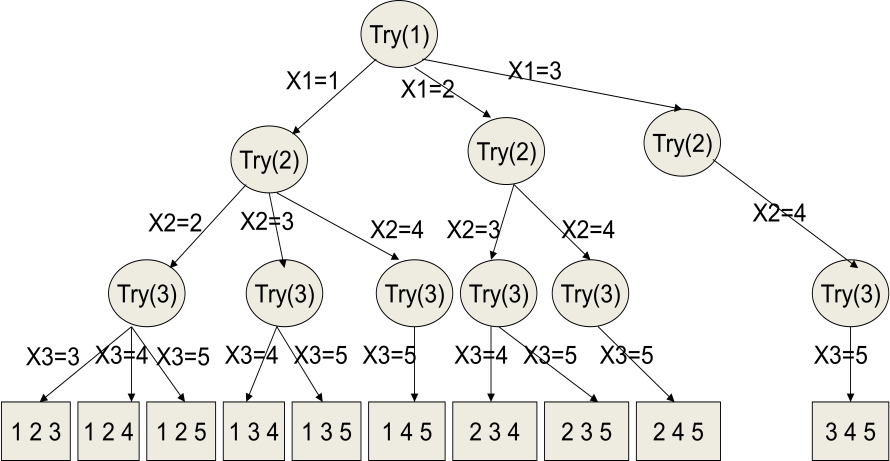 Try(1)
X1=1
X1=2
X1=3
Try(2)
Try(2)
Try(2)
X2=2
X2=3
X2=4
X2=3
X2=4
X2=4
Try(3)
Try(3)
Try(3)
Try(3)
Try(3)
Try(3)
X3=3
X3=4
X3=5
X3=4
X3=5
X3=5
X3=4
X3=5
X3=5
X3=5
1 2 3
1 2 4
1 2 5
1 3 4
1 3 5
1 4 5
2 3 4
2 3 5
2 4 5
3 4 5